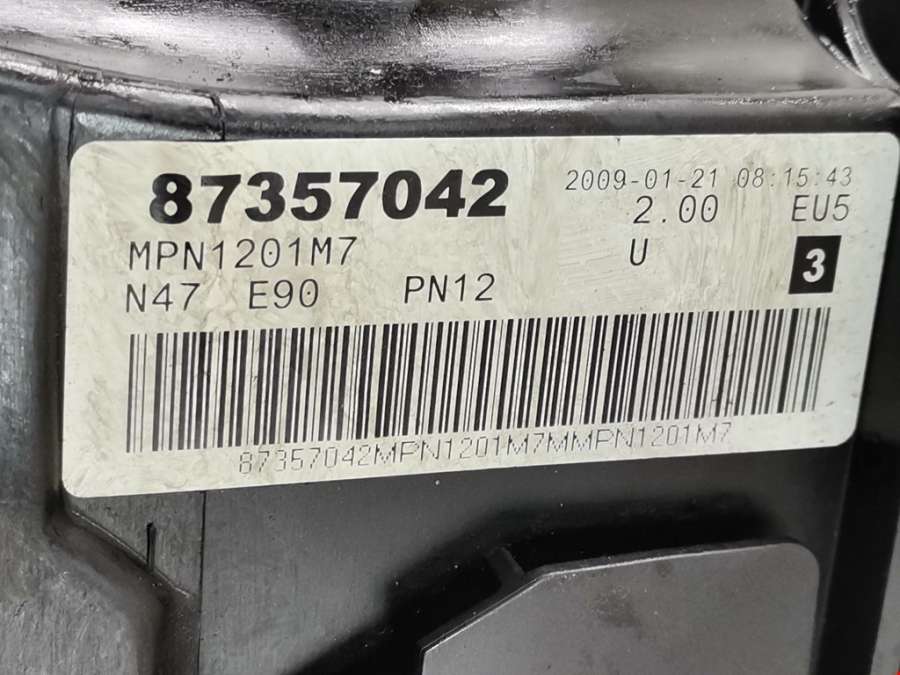 87357042 2009-01-21 08:15:43
2.00 EU5
MPN1201M7 U 3
N47 E90 PN12
87357042MPN1201M7MMPN1201M7